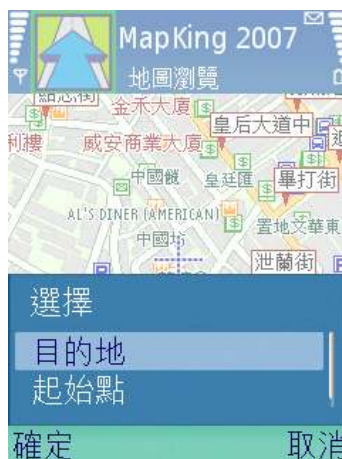 MapKing 2007
地圖瀏覽
金禾大廈
皇后大道中
威安商業大廈
中國餐
皇廷匯
畢打街
AL'S DINER (AMERICAN)
中國坊
置地文華東
泄蘭街
選擇
目的地
起始點
確定
取消